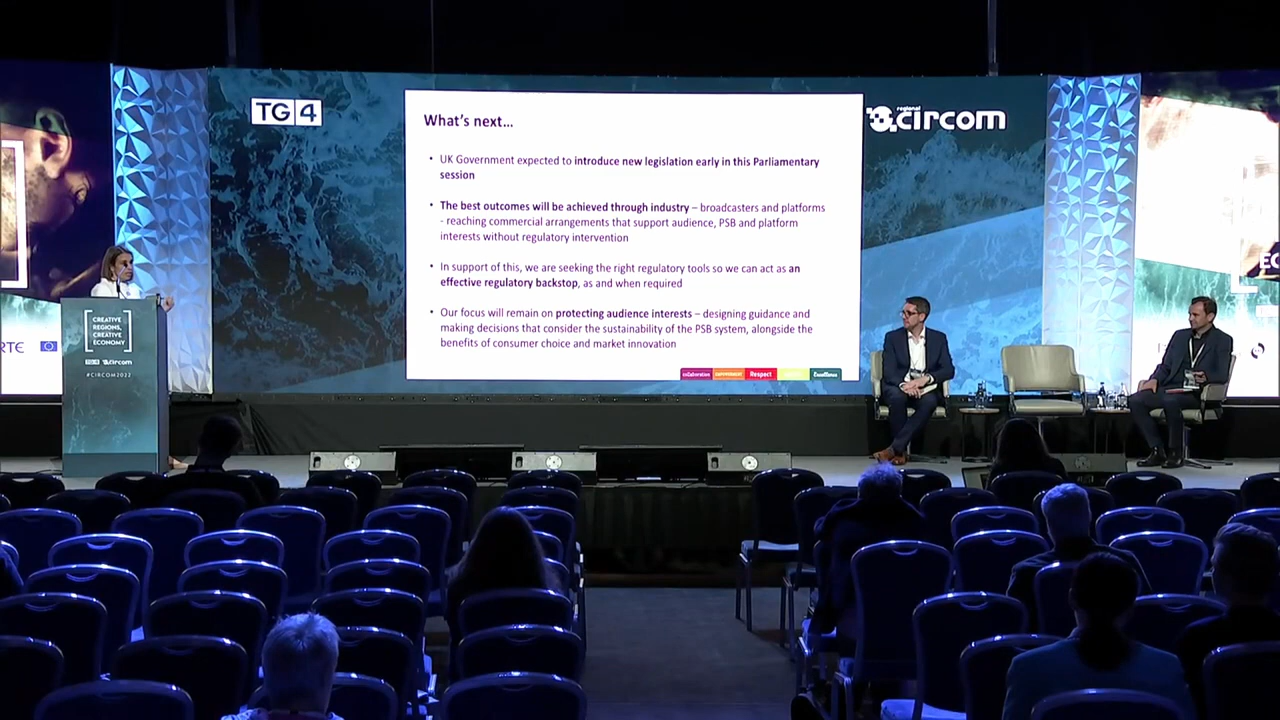 TG4
regional
circom
What's next...
• UK Government expected to introduce new legislation early in this Parliamentary
session
• The best outcomes will be achieved through industry – broadcasters and platforms
- reaching commercial arrangements that support audience, PSB and platform
interests without regulatory intervention
• In support of this, we are seeking the right regulatory tools so we can act as an
effective regulatory backstop, as and when required
• Our focus will remain on protecting audience interests – designing guidance and
making decisions that consider the sustainability of the PSB system, alongside the
benefits of consumer choice and market innovation
collaborative EMPOWERMENT Respect Excellence
CREATIVE
REGIONS,
CREATIVE
ECONOMY
TG4 circom
#CIRCOM2022
RTÉ
EC